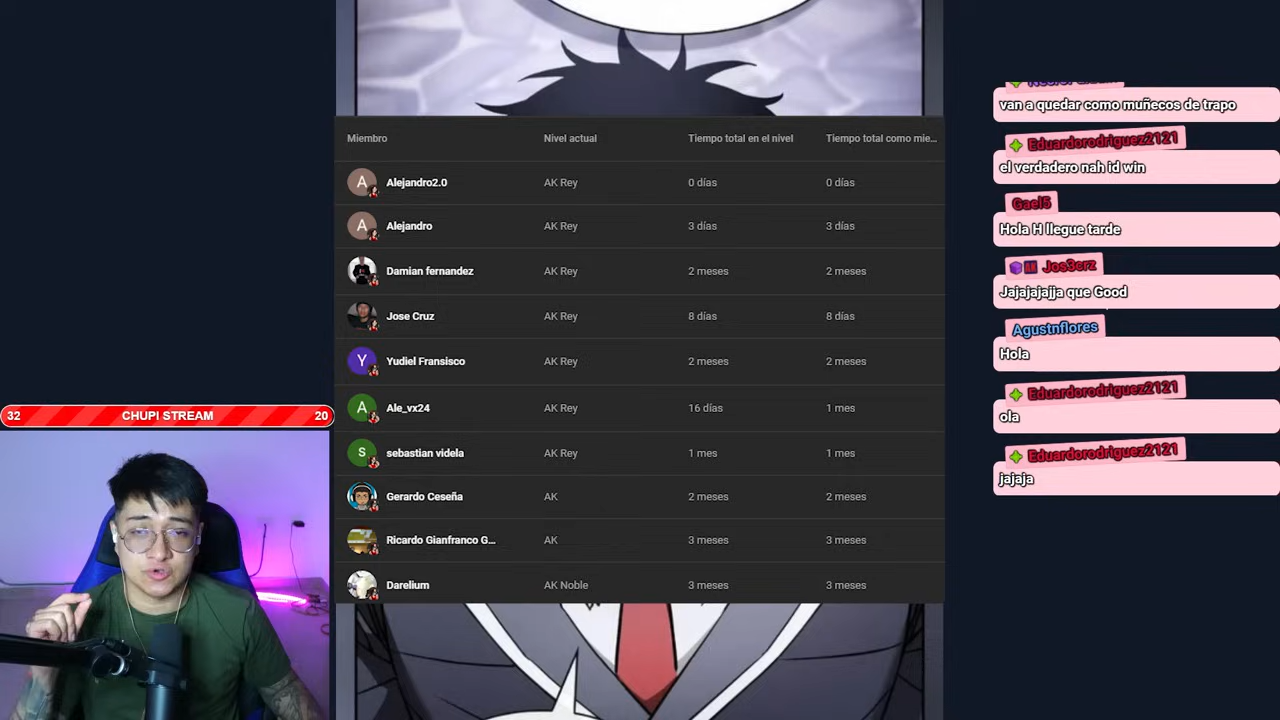 Miembro Nivel actual Tiempo total en el nivel Tiempo total como mie…
Alejandro2.0 AK Rey 0 días 0 días
Alejandro AK Rey 3 días 3 días
Damian fernandez AK Rey 2 meses 2 meses
Jose Cruz AK Rey 8 días 8 días
Yudiel Fransisco AK Rey 2 meses 2 meses
Ale_vx24 AK Rey 16 días 1 mes
sebastian videla AK Rey 1 mes 1 mes
Gerardo Ceseña AK 2 meses 2 meses
Ricardo Gianfranco G... AK 3 meses 3 meses
Darelium AK Noble 3 meses 3 meses
A
A
Y
A
S
32 CHUPI STREAM 20
van a quedar como muñecos de trapo
Eduardorodriguez2121
el verdadero nah id win
Gael5
Hola H llegue tarde
AK Jos3erz
Jajajajajja que Good
Agustnflores
Hola
Eduardorodriguez2121
ola
Eduardorodriguez2121
jajaja